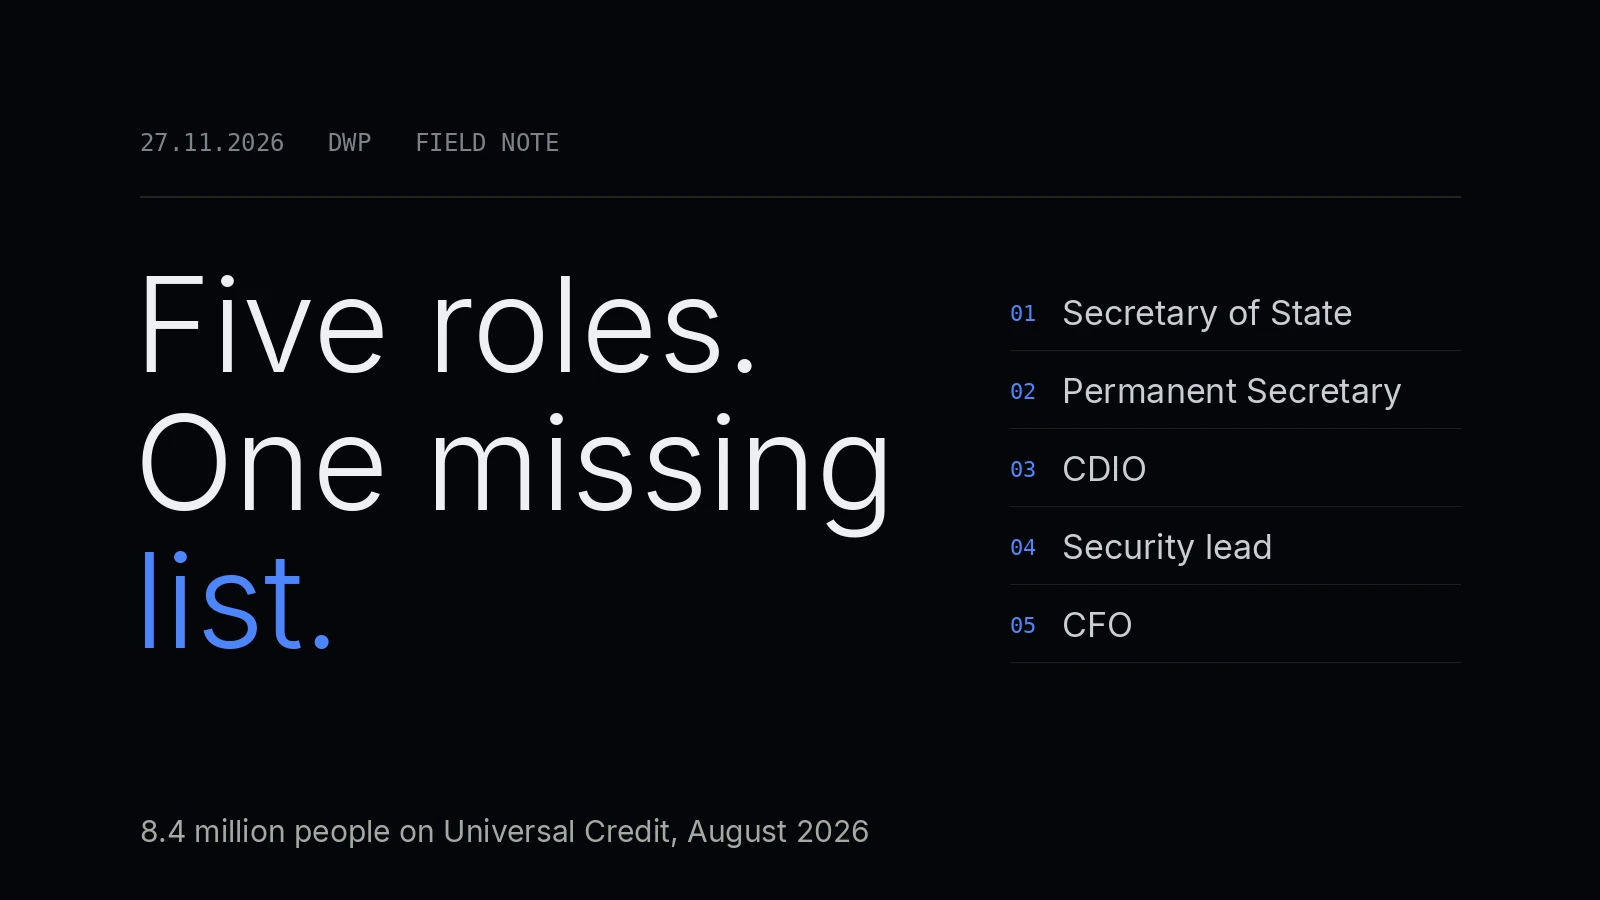 27.11.2026 DWP FIELD NOTE
Five roles.
One missing
list.
01 Secretary of State
02 Permanent Secretary
03 CDIO
04 Security lead
05 CFO
8.4 million people on Universal Credit, August 2026